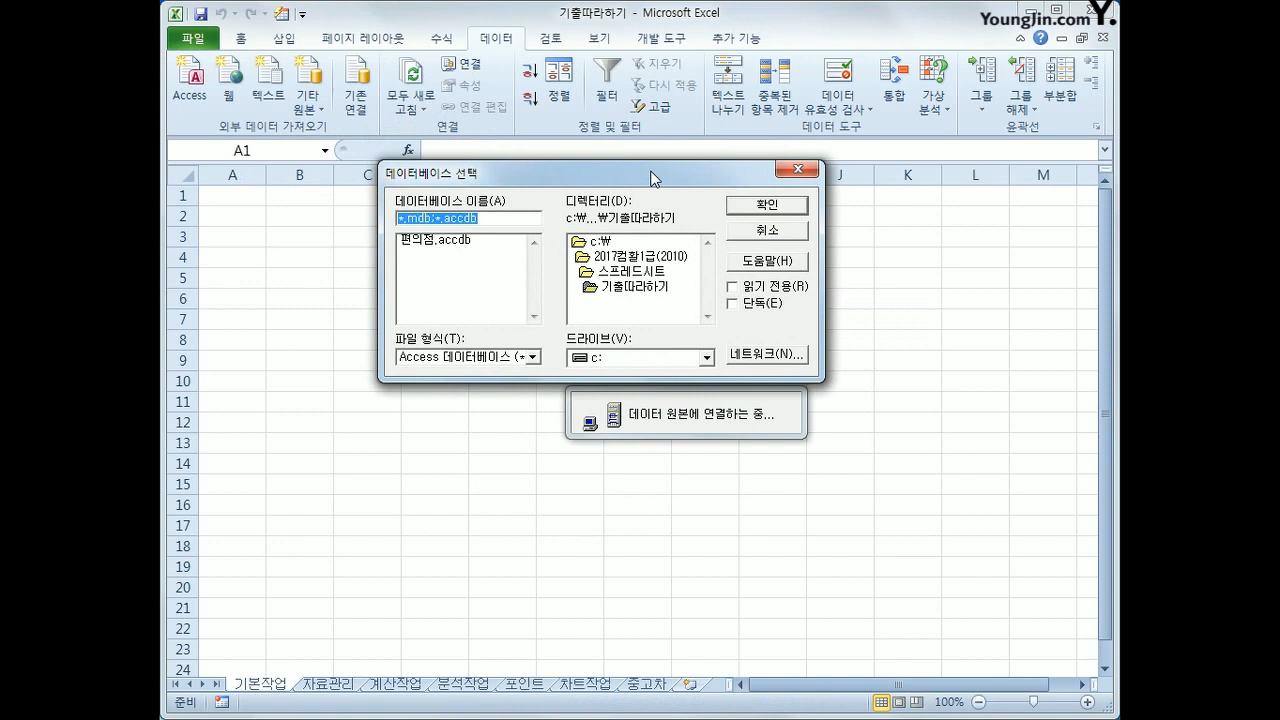 기출따라하기 - Microsoft Excel
YoungJin.com Y.
파일 홈 삽입 페이지 레이아웃 수식 데이터 검토 보기 개발 도구 추가 기능
Access 웹 텍스트 기타 원본 기존 연결
모두 새로 고침 연결 속성 연결 편집
정렬 필터 지우기 다시 적용 고급
텍스트 나누기 중복된 항목 제거 데이터 유효성 검사 통합 가상 분석
그룹 그룹 해제 부분합
외부 데이터 가져오기 연결 정렬 및 필터 데이터 도구 윤곽선
A1 fx
A B C J K L M
데이터베이스 선택
데이터베이스 이름(A)
*.mdb;*.accdb
편의점.accdb
파일 형식(T):
Access 데이터베이스 (*
디렉터리(D):
c:₩...₩기출따라하기
c:₩
2017컴활1급(2010)
스프레드시트
기출따라하기
드라이브(V):
c:
확인
취소
도움말(H)
읽기 전용(R)
단독(E)
네트워크(N)...
데이터 원본에 연결하는 중...
1
2
3
4
5
6
7
8
9
10
11
12
13
14
15
16
17
18
19
20
21
22
23
24
기본작업 자료관리 계산작업 분석작업 포인트 차트작업 중고차
준비 100%